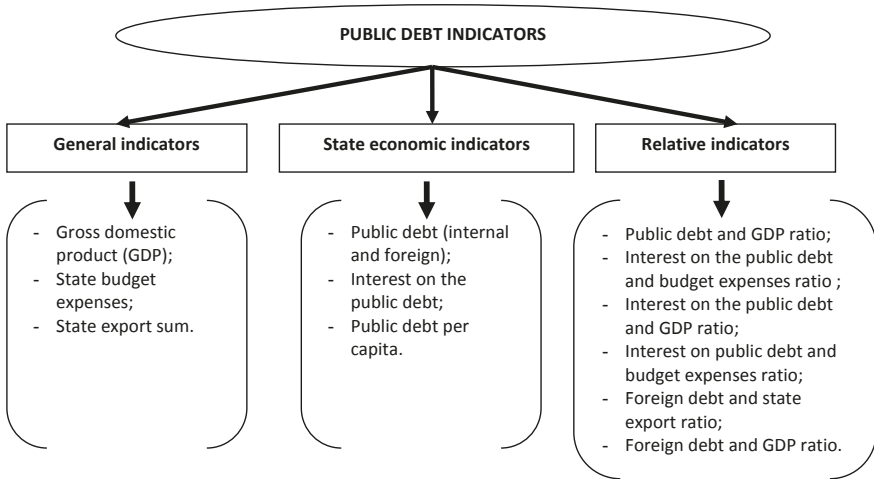 PUBLIC DEBT INDICATORS
General indicators
State economic indicators
Relative indicators
- Gross domestic
product (GDP);
- State budget
expenses;
- State export sum.
- Public debt (internal
and foreign);
- Interest on the
public debt;
- Public debt per
capita.
- Public debt and GDP ratio;
- Interest on the public debt
and budget expenses ratio ;
- Interest on the public debt
and GDP ratio;
- Interest on public debt and
budget expenses ratio;
- Foreign debt and state
export ratio;
- Foreign debt and GDP ratio.